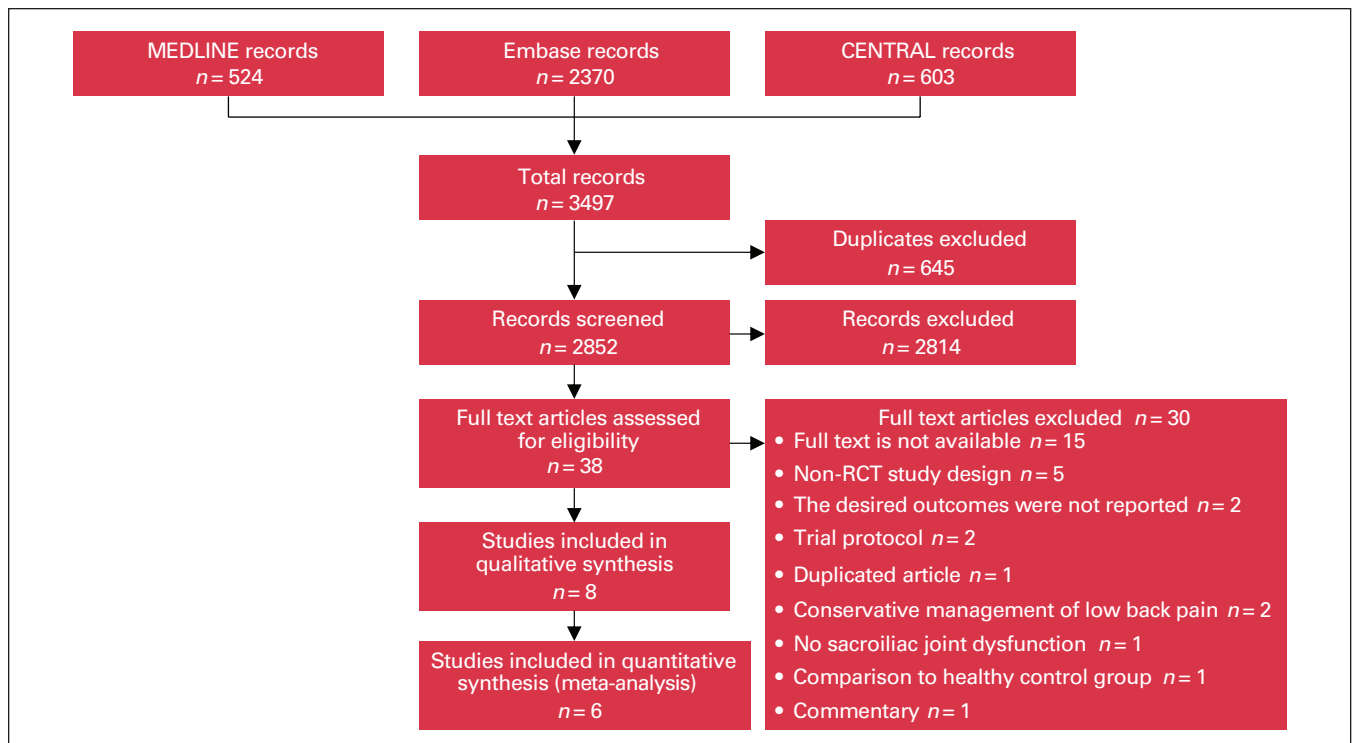 MEDLINE records
n = 524
Embase records
n = 2370
CENTRAL records
n = 603
Total records
n = 3497
Duplicates excluded
n = 645
Records screened
n = 2852
Records excluded
n = 2814
Full text articles assessed
for eligibility
n = 38
Full text articles excluded n = 30
• Full text is not available n = 15
• Non-RCT study design n = 5
• The desired outcomes were not reported n = 2
• Trial protocol n = 2
• Duplicated article n = 1
• Conservative management of low back pain n = 2
• No sacroiliac joint dysfunction n = 1
• Comparison to healthy control group n = 1
• Commentary n = 1
Studies included in
qualitative synthesis
n = 8
Studies included in quantitative
synthesis (meta-analysis)
n = 6